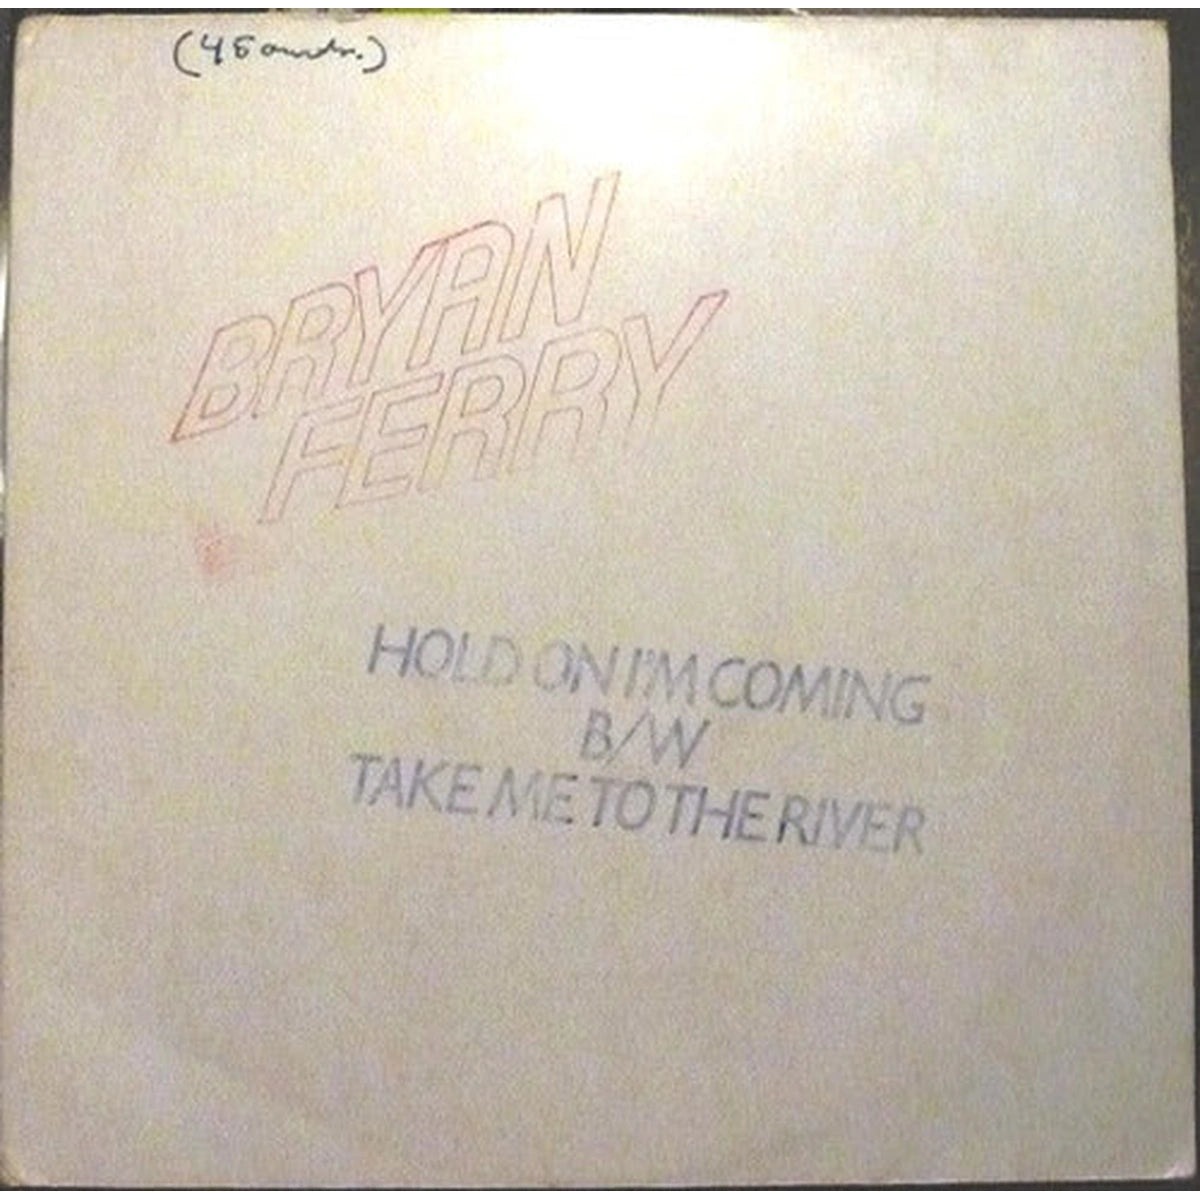 BRYAN
FERRY
HOLD ON I'M COMING
B/W
TAKE ME TO THE RIVER